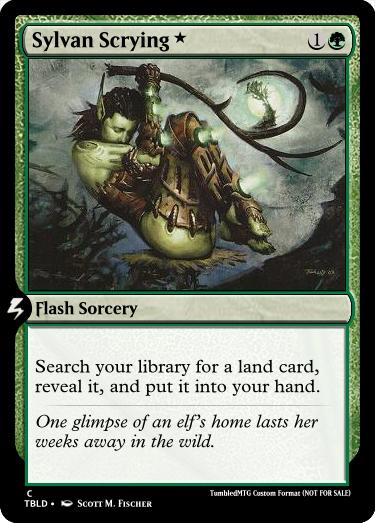 Sylvan Scrying ★ 1
Flash Sorcery
Search your library for a land card,
reveal it, and put it into your hand.
One glimpse of an elf's home lasts her
weeks away in the wild.
C TumbledMTG Custom Format (NOT FOR SALE)
TBLD • Scott M. Fischer